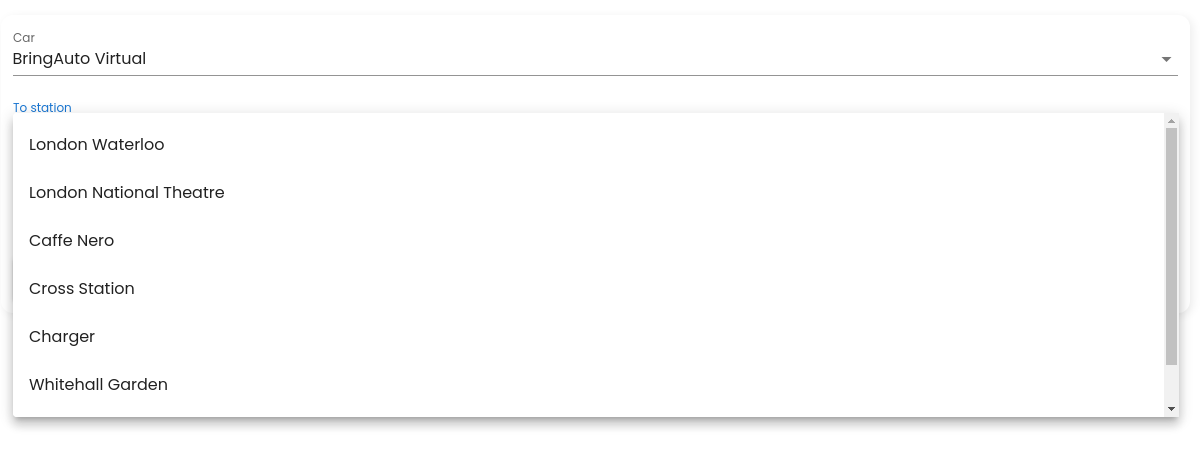 Car
BringAuto Virtual
To station
London Waterloo
London National Theatre
Caffe Nero
Cross Station
Charger
Whitehall Garden